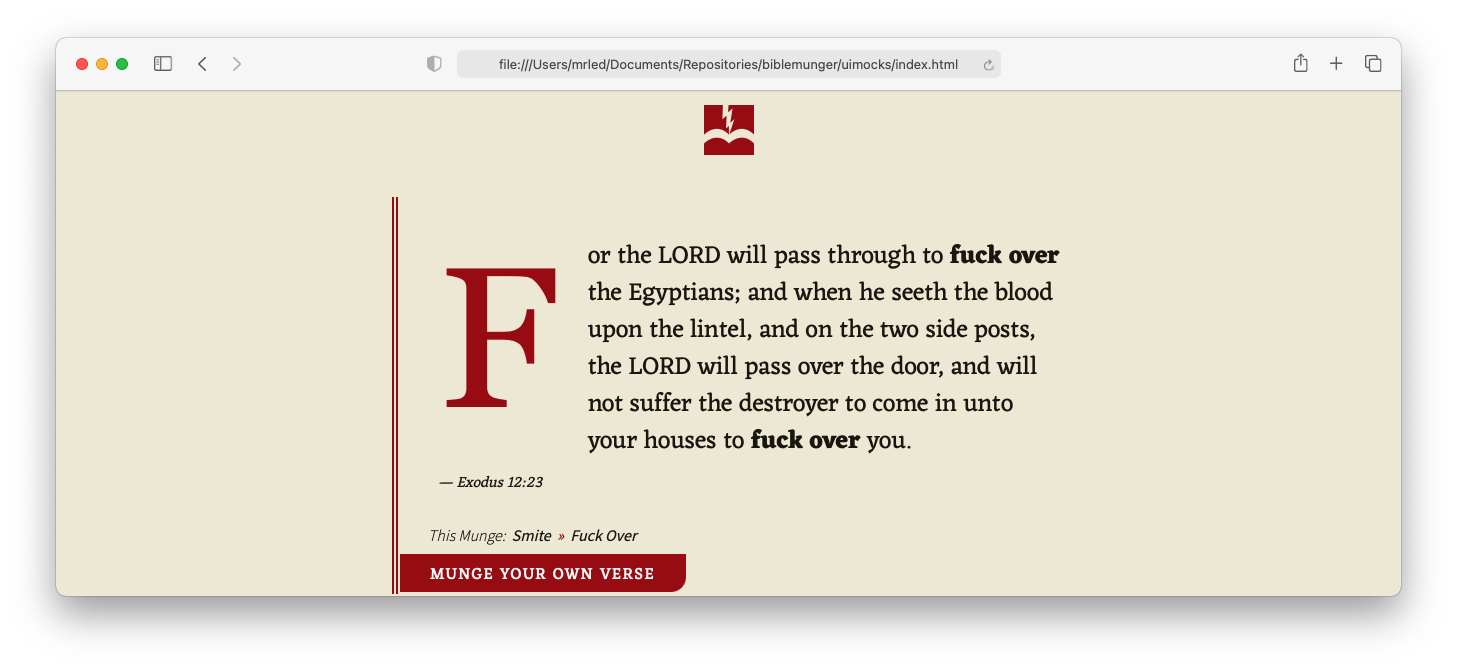 file:///Users/mrled/Documents/Repositories/biblemunger/uimocks/index.html
For the LORD will pass through to fuck over
the Egyptians; and when he seeth the blood
upon the lintel, and on the two side posts,
the LORD will pass over the door, and will
not suffer the destroyer to come in unto
your houses to fuck over you.
— Exodus 12:23
This Munge: Smite » Fuck Over
MUNGE YOUR OWN VERSE